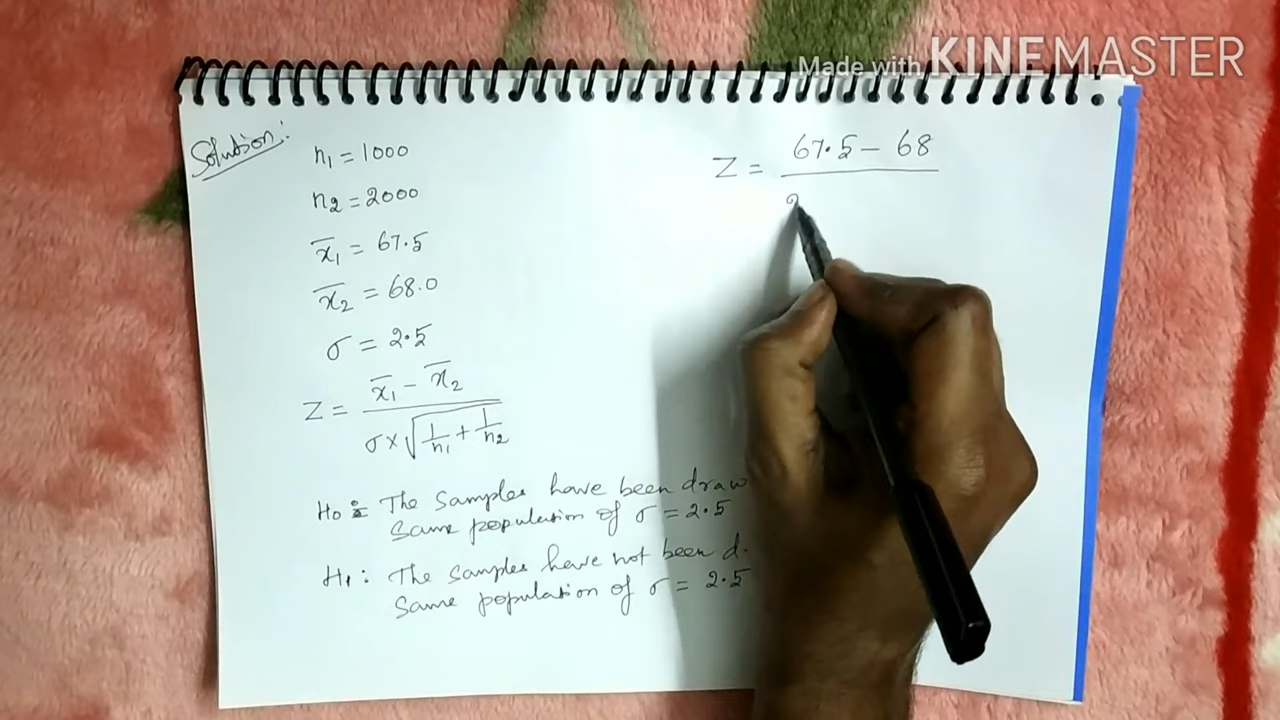 Made with KINEMASTER
Solution:
n₁ = 1000
n₂ = 2000
x̄₁ = 67.5
x̄₂ = 68.0
σ = 2.5
Z = (x̄₁ - x̄₂) / (σ × √(1/n₁ + 1/n₂))
H₀ : The samples have been draw
same population of σ = 2.5
H₁ : The samples have not been d
same population of σ = 2.5
Z = 67.5 - 68
2